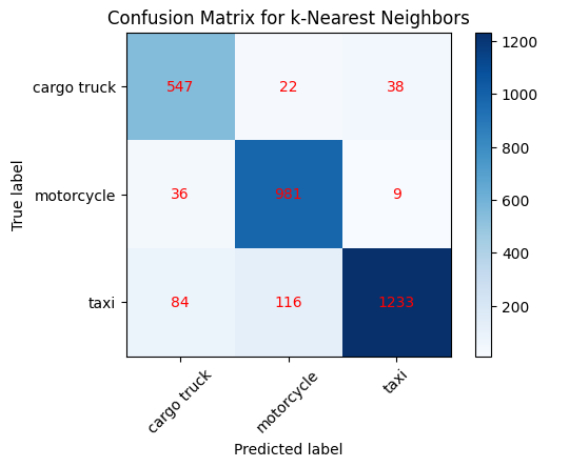 Confusion Matrix for k-Nearest Neighbors
True label
cargo truck 547 22 38
motorcycle 36 981 9
taxi 84 116 1233
cargo truck motorcycle taxi
Predicted label
1200
1000
800
600
400
200